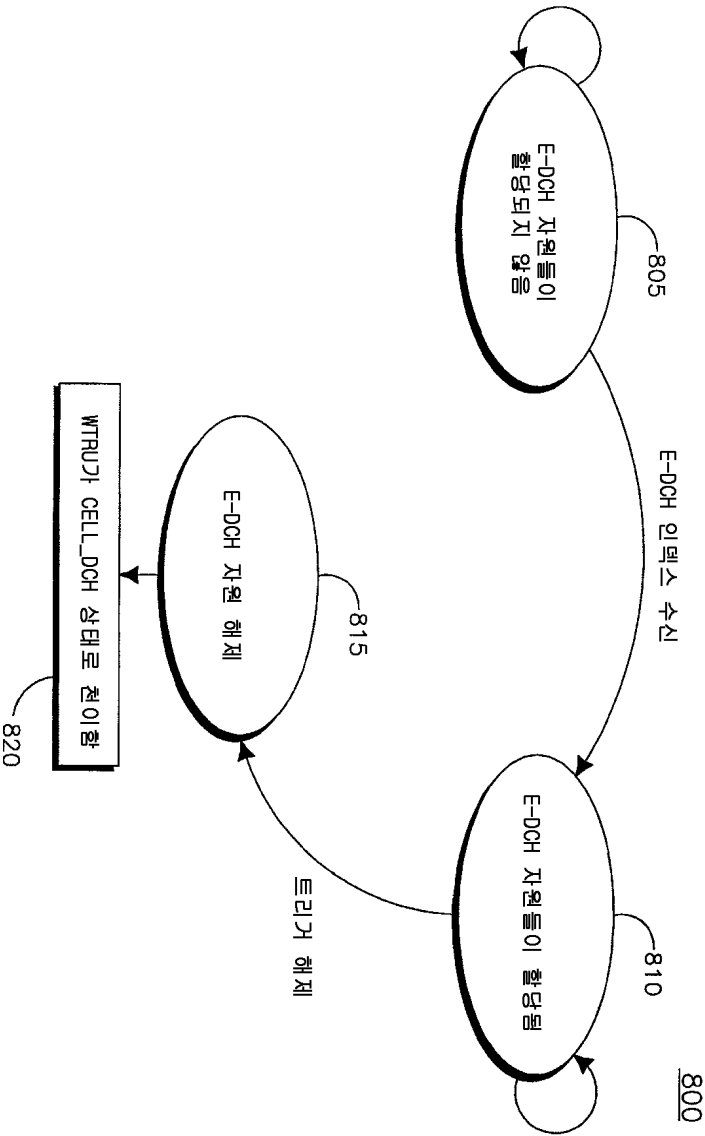 800
805
E-DCH 자원들이
할당되지 않음
E-DCH 인덱스 수신
810
E-DCH 자원들이 할당됨
트리거 해제
815
E-DCH 자원 해제
WTRU가 CELL_DCH 상태로 천이함
820